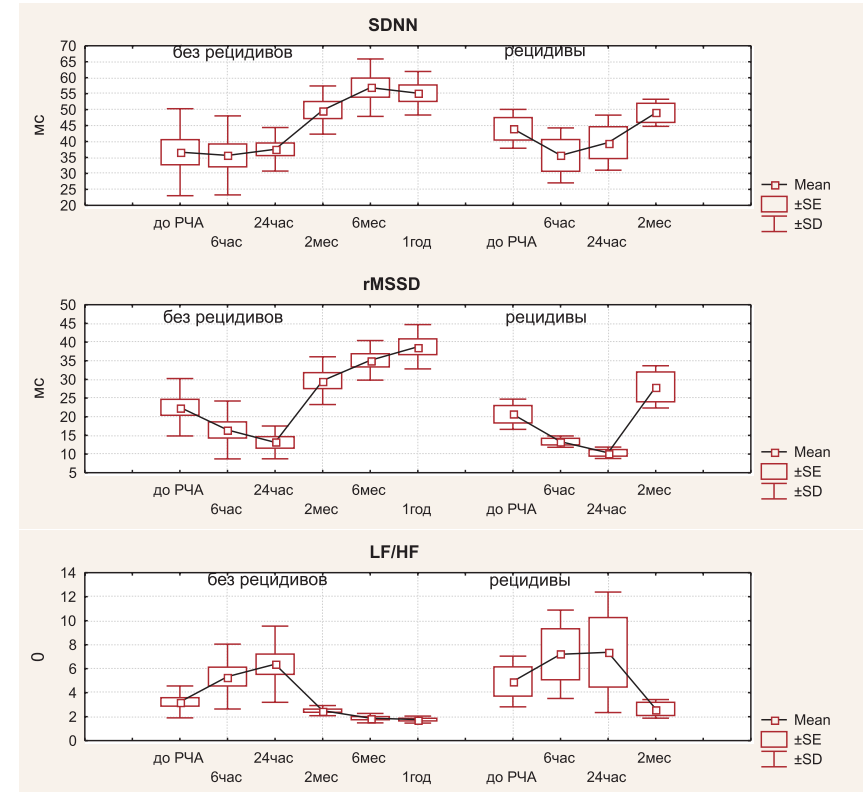 SDNN
70
65
60
55
50
45
40
35
30
25
20
мс
без рецидивов рецидивы
до РЧА 24час 6мес 6час 2мес
6час 2мес 1год до РЧА 24час
Mean
±SE
±SD
rMSSD
50
45
40
35
30
25
20
15
10
5
мс
без рецидивов рецидивы
до РЧА 24час 6мес 6час 2мес
6час 2мес 1год до РЧА 24час
Mean
±SE
±SD
LF/HF
14
12
10
8
6
4
2
0
0
без рецидивов рецидивы
до РЧА 24час 6мес 6час 2мес
6час 2мес 1год до РЧА 24час
Mean
±SE
±SD